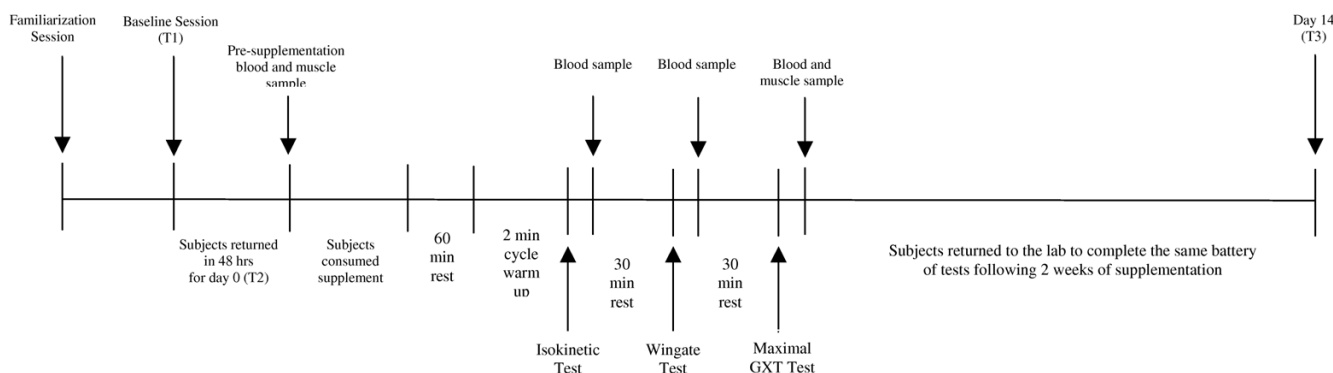 Familiarization
Session
Baseline Session
(T1)
Pre-supplementation
blood and muscle
sample
Blood sample
Blood sample
Blood and
muscle sample
Day 14
(T3)
Subjects returned
in 48 hrs
for day 0 (T2)
Subjects
consumed
supplement
60
min
rest
2 min
cycle
warm
up
30
min
rest
30
min
rest
Subjects returned to the lab to complete the same battery
of tests following 2 weeks of supplementation
Isokinetic
Test
Wingate
Test
Maximal
GXT Test